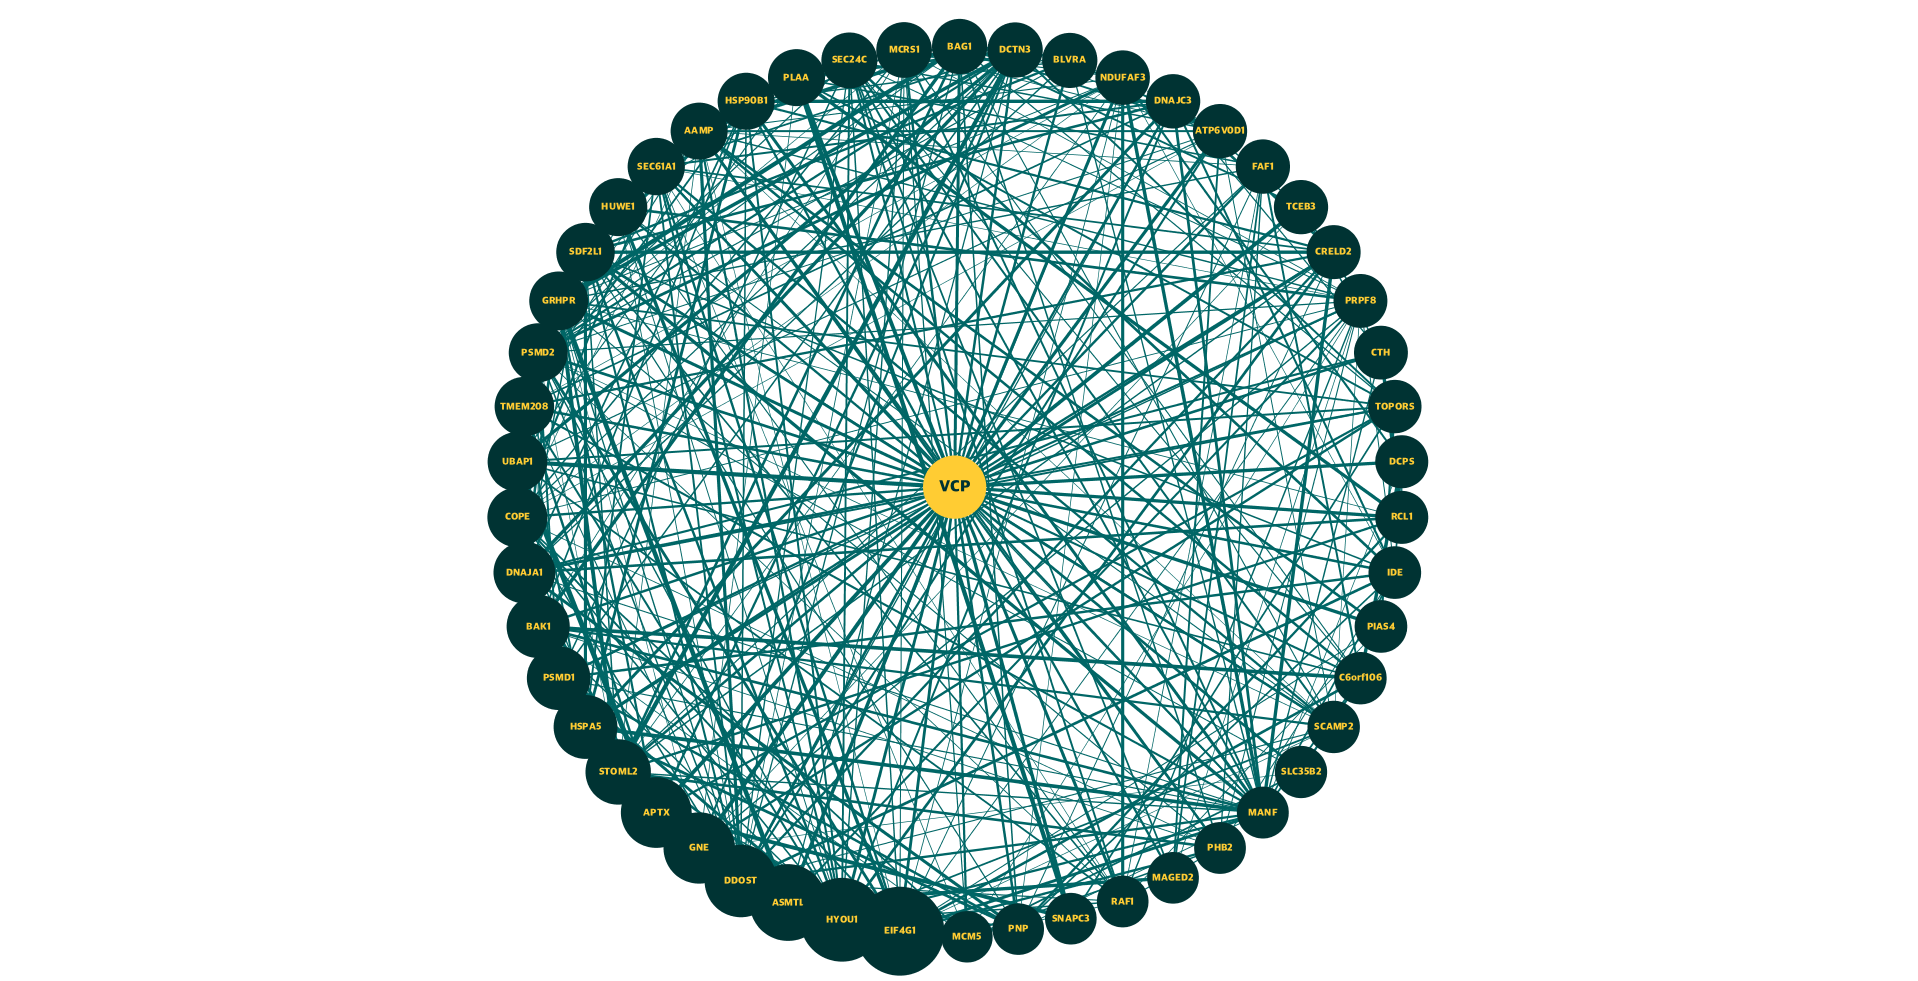 BAG1
DCTN3
BLVRA
NDUFAF3
DNAJC3
ATP6V0D1
FAF1
TCEB3
CRELD2
PRPF8
CTH
TOPORS
DCPS
RCL1
IDE
PIAS4
C6orf106
SCAMP2
SLC35B2
MANF
PHB2
MAGED2
RAF1
SNAPC3
PNP
MCM5
EIF4G1
HYOU1
ASMTL
DDOST
GNE
APTX
STOML2
HSPA5
PSMD1
BAK1
DNAJA1
COPE
UBAP1
TMEM208
PSMD2
GRHPR
SDF2L1
HUWE1
SEC61A1
AAMP
HSP90B1
PLAA
SEC24C
MCRS1
VCP